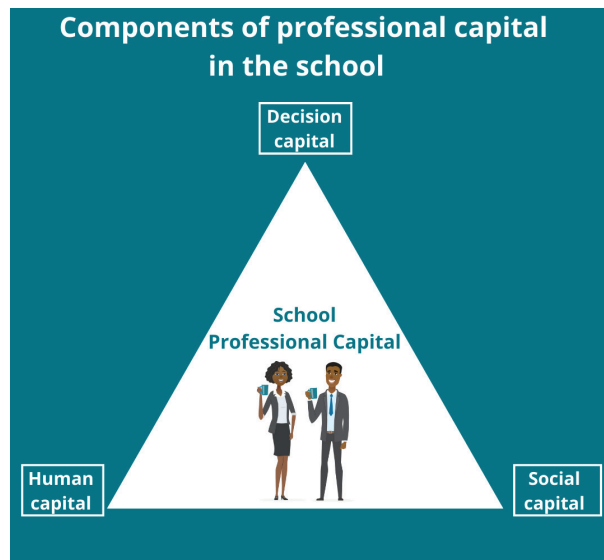 Components of professional capital
in the school
Decision
capital
School
Professional Capital
Human
capital
Social
capital